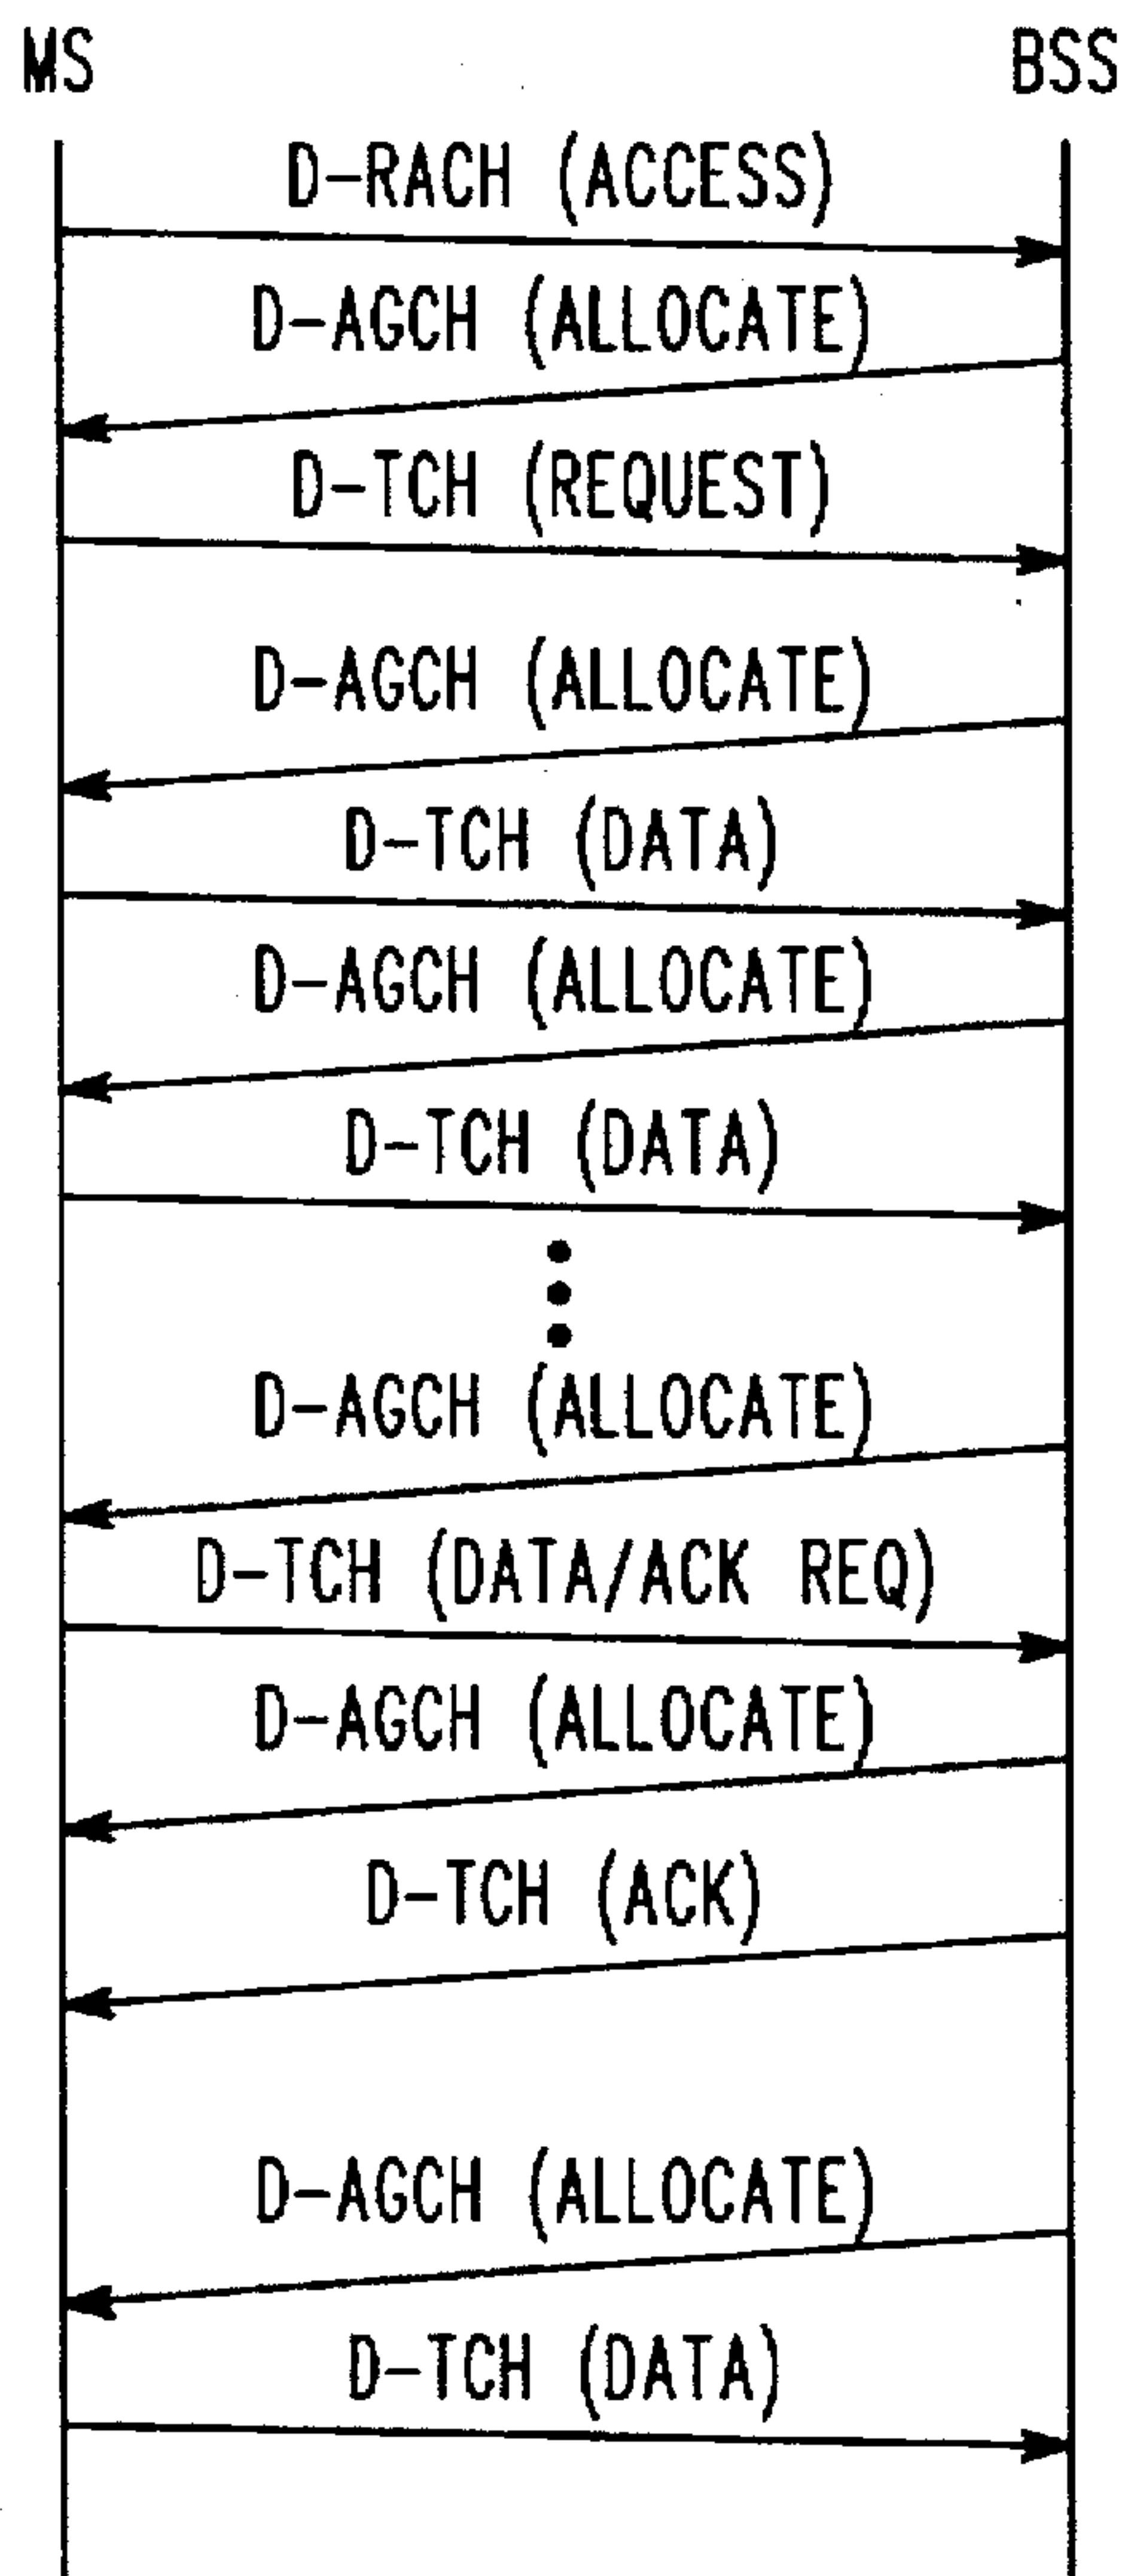 MS BSS
D-RACH (ACCESS)
D-AGCH (ALLOCATE)
D-TCH (REQUEST)
D-AGCH (ALLOCATE)
D-TCH (DATA)
D-AGCH (ALLOCATE)
D-TCH (DATA)
D-AGCH (ALLOCATE)
D-TCH (DATA/ACK REQ)
D-AGCH (ALLOCATE)
D-TCH (ACK)
D-AGCH (ALLOCATE)
D-TCH (DATA)